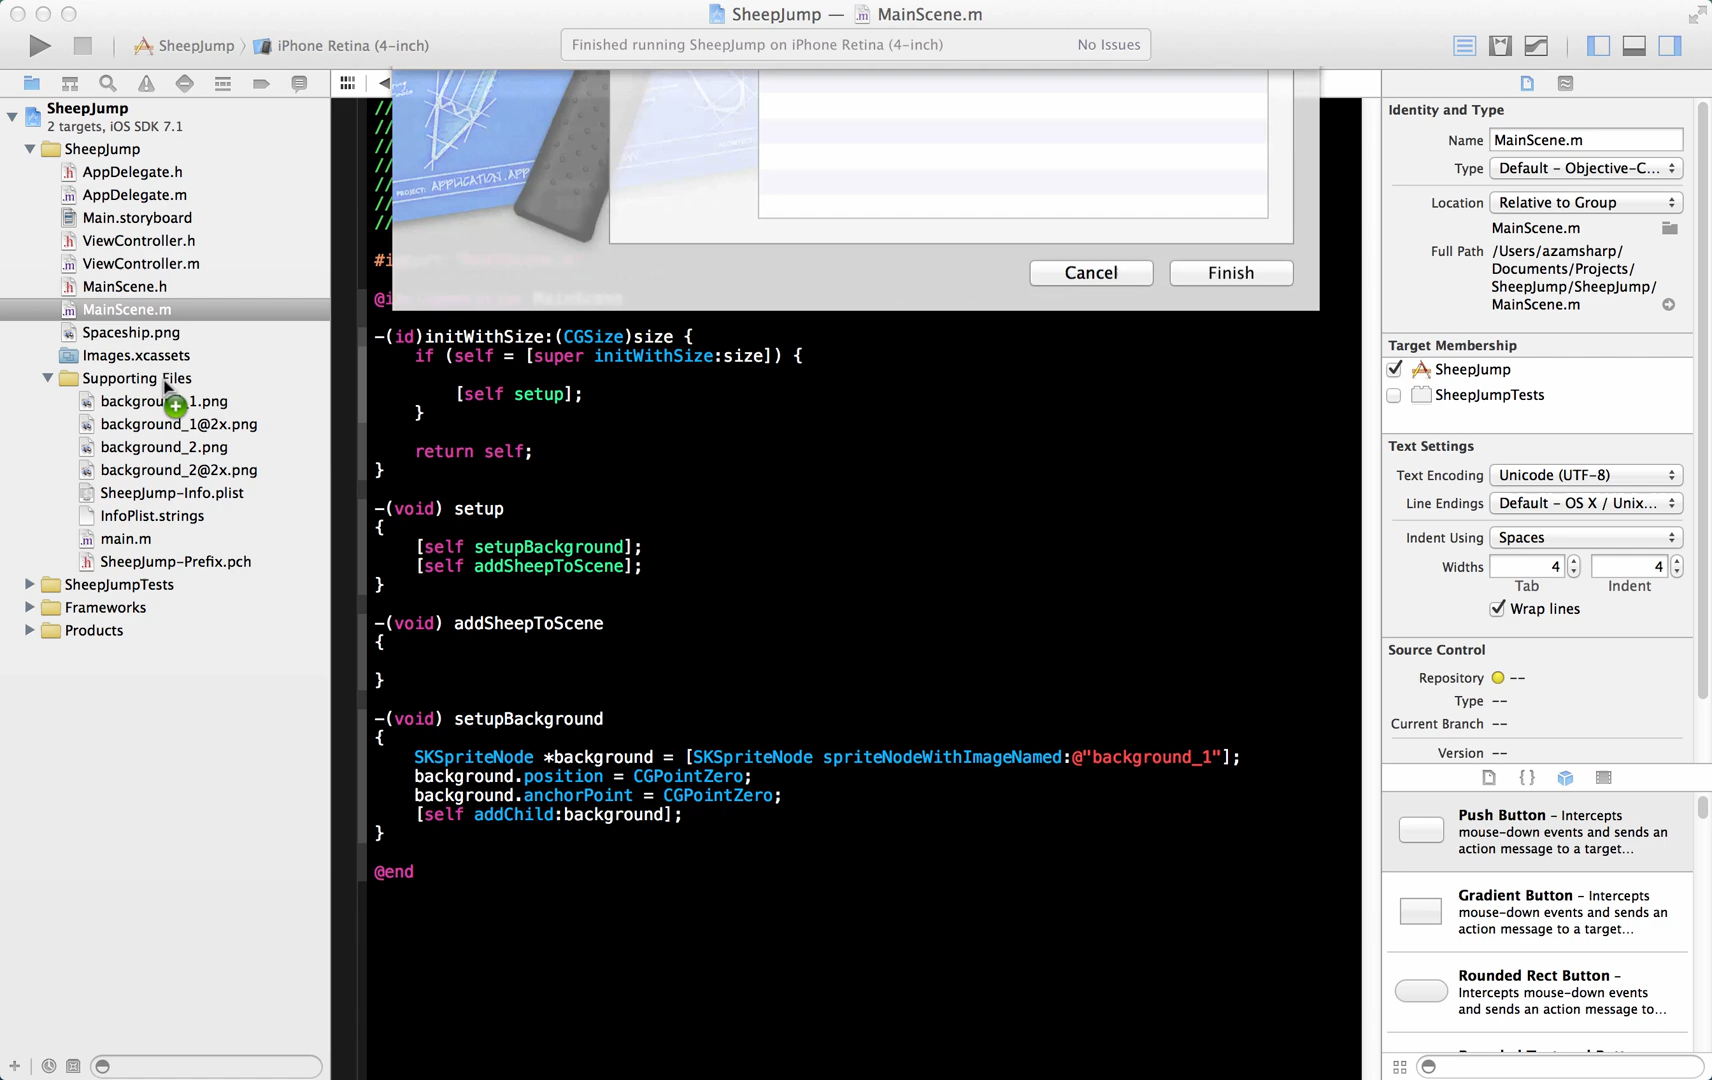 SheepJump — MainScene.m
SheepJump 〉 iPhone Retina (4-inch)
Finished running SheepJump on iPhone Retina (4-inch) No Issues
SheepJump
2 targets, iOS SDK 7.1
SheepJump
AppDelegate.h
AppDelegate.m
Main.storyboard
ViewController.h
ViewController.m
MainScene.h
MainScene.m
Spaceship.png
Images.xcassets
Supporting Files
background_1.png
background_1@2x.png
background_2.png
background_2@2x.png
SheepJump-Info.plist
InfoPlist.strings
main.m
SheepJump-Prefix.pch
SheepJumpTests
Frameworks
Products
//
//
//
//
//
//
//
PROJECT: APPLICATION.APP
Cancel Finish
-(id)initWithSize:(CGSize)size {
if (self = [super initWithSize:size]) {
[self setup];
}
return self;
}
-(void) setup
{
[self setupBackground];
[self addSheepToScene];
}
-(void) addSheepToScene
{
}
-(void) setupBackground
{
SKSpriteNode *background = [SKSpriteNode spriteNodeWithImageNamed:@"background_1"];
background.position = CGPointZero;
background.anchorPoint = CGPointZero;
[self addChild:background];
}
@end
Identity and Type
Name MainScene.m
Type Default - Objective-C...
Location Relative to Group
MainScene.m
Full Path /Users/azamsharp/
Documents/Projects/
SheepJump/SheepJump/
MainScene.m
Target Membership
SheepJump
SheepJumpTests
Text Settings
Text Encoding Unicode (UTF-8)
Line Endings Default - OS X / Unix...
Indent Using Spaces
Widths 4 4
Tab Indent
Wrap lines
Source Control
Repository --
Type --
Current Branch --
Version --
Push Button - Intercepts
mouse-down events and sends an
action message to a target...
Gradient Button - Intercepts
mouse-down events and sends an
action message to a target...
Rounded Rect Button -
Intercepts mouse-down events
and sends an action message to...